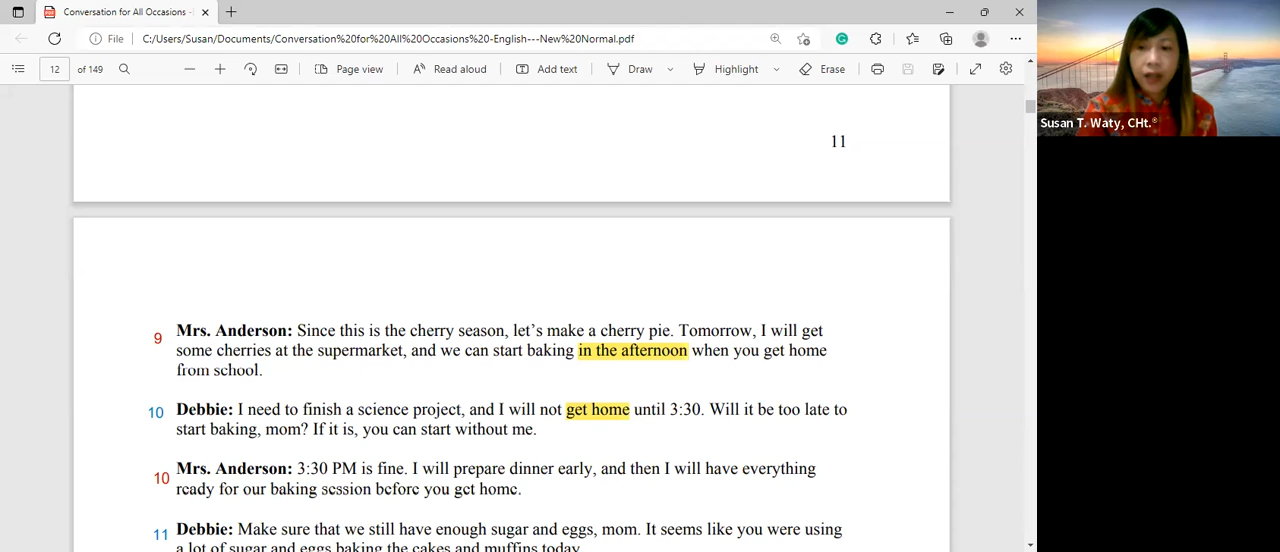 Conversation for All Occasions -
File C:/Users/Susan/Documents/Conversation%20for%20All%20Occasions%20-English---New%20Normal.pdf
12 of 149 Page view Read aloud Add text Draw Highlight Erase
Susan T. Waty, CHt.®
11
9 Mrs. Anderson: Since this is the cherry season, let’s make a cherry pie. Tomorrow, I will get
some cherries at the supermarket, and we can start baking in the afternoon when you get home
from school.
10 Debbie: I need to finish a science project, and I will not get home until 3:30. Will it be too late to
start baking, mom? If it is, you can start without me.
10 Mrs. Anderson: 3:30 PM is fine. I will prepare dinner early, and then I will have everything
ready for our baking session before you get home.
11 Debbie: Make sure that we still have enough sugar and eggs, mom. It seems like you were using
a lot of sugar and eggs baking the cakes and muffins today.